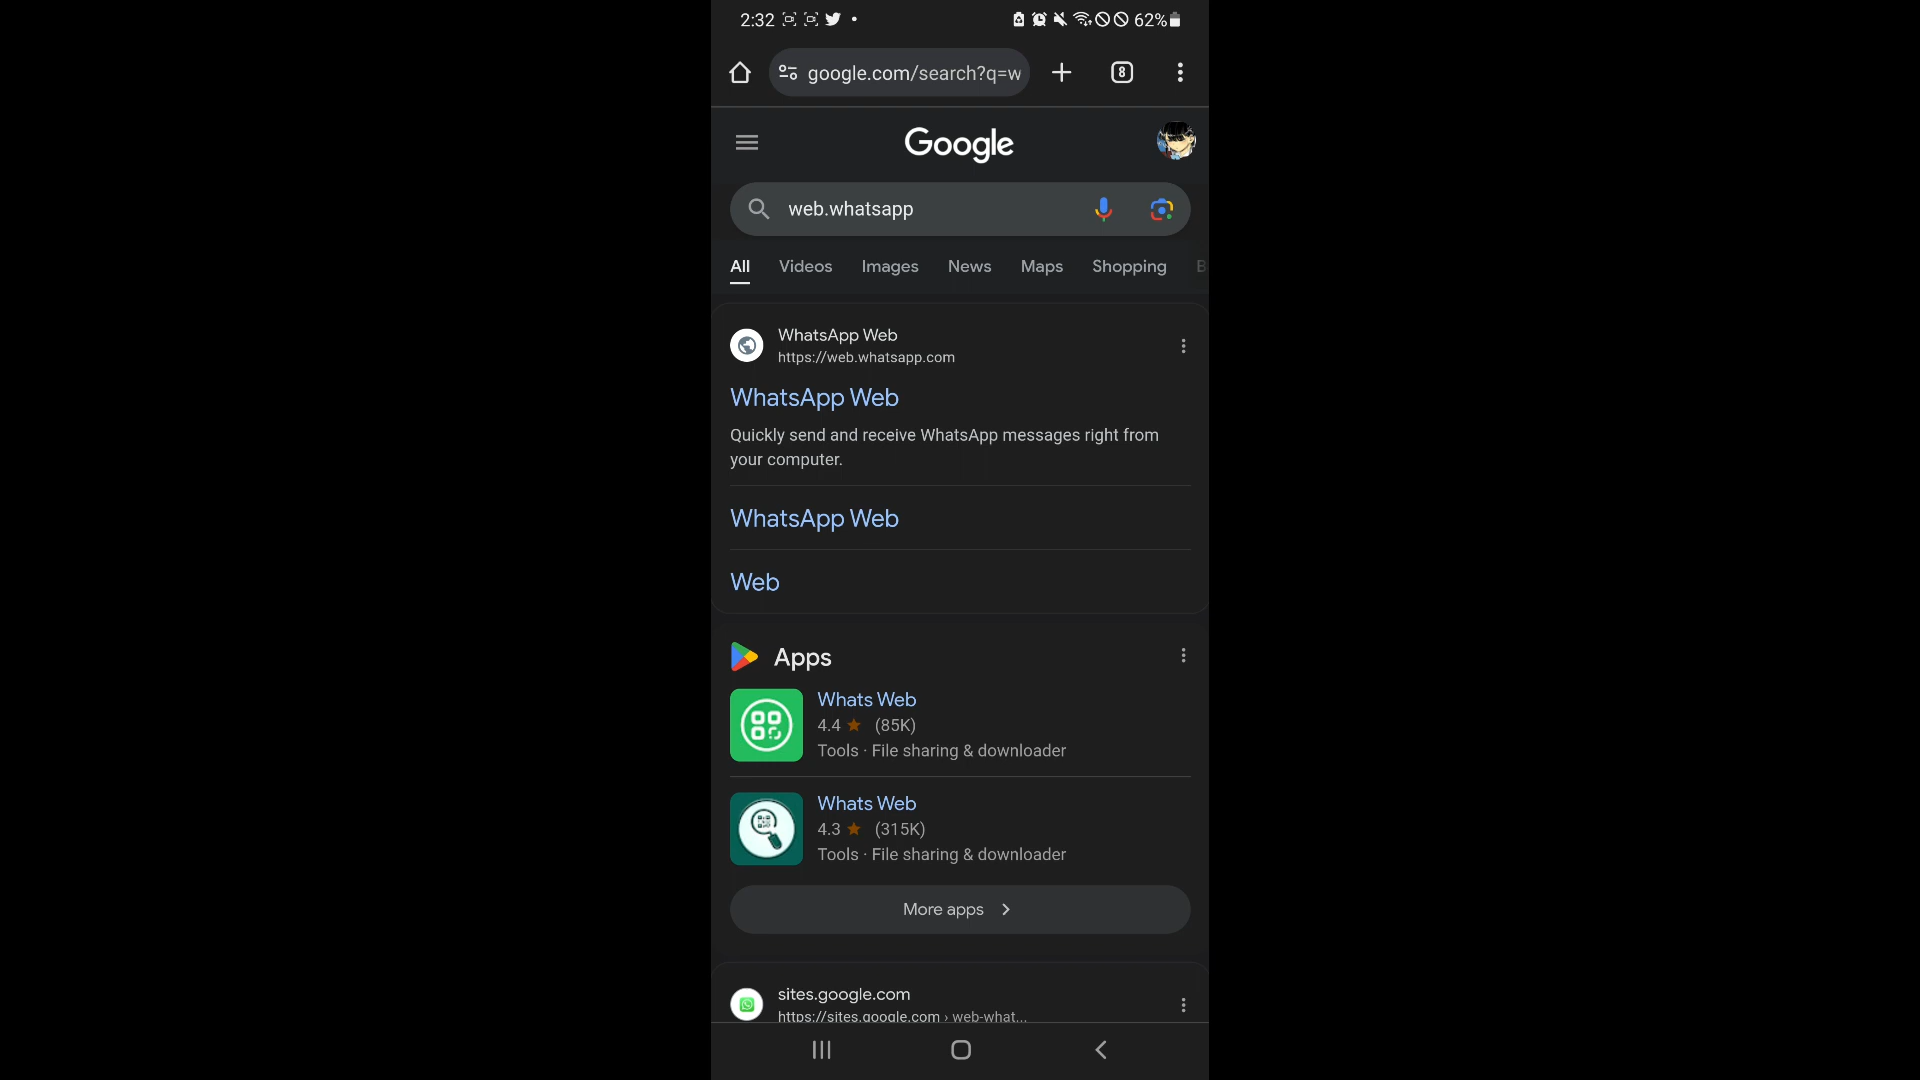 2:32
62%
google.com/search?q=w
8
Google
web.whatsapp
All Videos Images News Maps Shopping B
WhatsApp Web
https://web.whatsapp.com
WhatsApp Web
Quickly send and receive WhatsApp messages right from
your computer.
WhatsApp Web
Web
Apps
Whats Web
4.4 ★ (85K)
Tools · File sharing & downloader
Whats Web
4.3 ★ (315K)
Tools · File sharing & downloader
More apps
sites.google.com
https://sites.google.com › web-what...